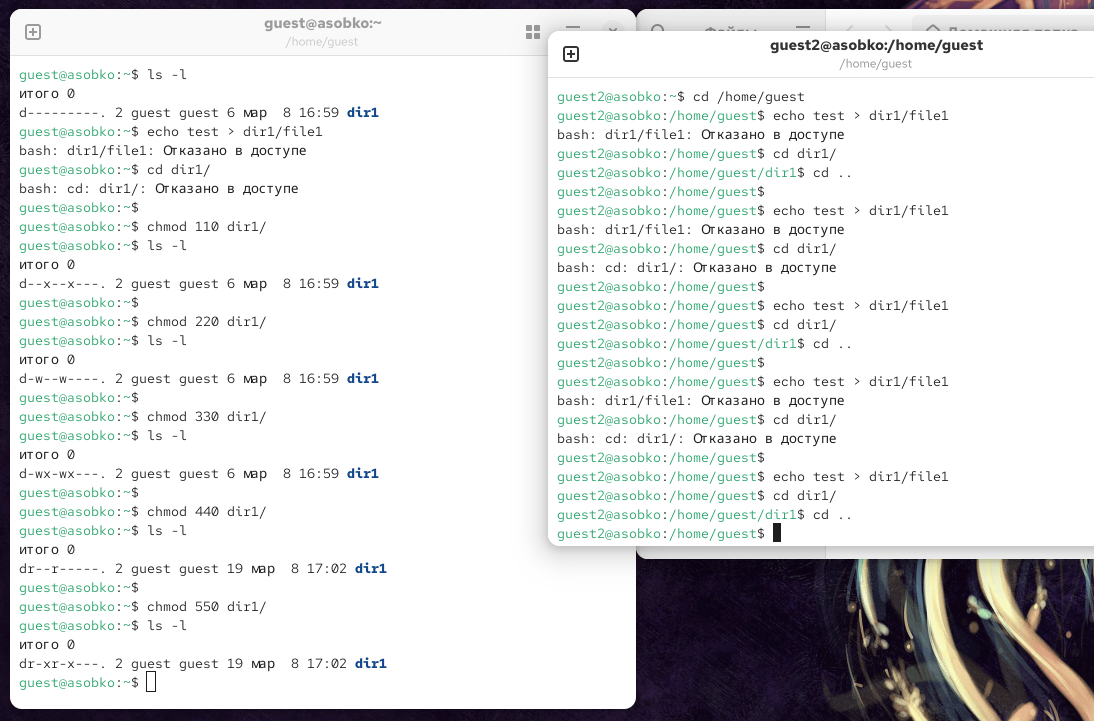 guest@asobko:~
/home/guest
guest@asobko:~$ ls -l
итого 0
d---------. 2 guest guest 6 мар  8 16:59 dir1
guest@asobko:~$ echo test > dir1/file1
bash: dir1/file1: Отказано в доступе
guest@asobko:~$ cd dir1/
bash: cd: dir1/: Отказано в доступе
guest@asobko:~$
guest@asobko:~$ chmod 110 dir1/
guest@asobko:~$ ls -l
итого 0
d--x--x---. 2 guest guest 6 мар  8 16:59 dir1
guest@asobko:~$
guest@asobko:~$ chmod 220 dir1/
guest@asobko:~$ ls -l
итого 0
d-w--w----. 2 guest guest 6 мар  8 16:59 dir1
guest@asobko:~$
guest@asobko:~$ chmod 330 dir1/
guest@asobko:~$ ls -l
итого 0
d-wx-wx---. 2 guest guest 6 мар  8 16:59 dir1
guest@asobko:~$
guest@asobko:~$ chmod 440 dir1/
guest@asobko:~$ ls -l
итого 0
dr--r-----. 2 guest guest 19 мар  8 17:02 dir1
guest@asobko:~$
guest@asobko:~$ chmod 550 dir1/
guest@asobko:~$ ls -l
итого 0
dr-xr-x---. 2 guest guest 19 мар  8 17:02 dir1
guest@asobko:~$
guest2@asobko:/home/guest
/home/guest
guest2@asobko:~$ cd /home/guest
guest2@asobko:/home/guest$ echo test > dir1/file1
bash: dir1/file1: Отказано в доступе
guest2@asobko:/home/guest$ cd dir1/
guest2@asobko:/home/guest/dir1$ cd ..
guest2@asobko:/home/guest$
guest2@asobko:/home/guest$ echo test > dir1/file1
bash: dir1/file1: Отказано в доступе
guest2@asobko:/home/guest$ cd dir1/
bash: cd: dir1/: Отказано в доступе
guest2@asobko:/home/guest$
guest2@asobko:/home/guest$ echo test > dir1/file1
guest2@asobko:/home/guest$ cd dir1/
guest2@asobko:/home/guest/dir1$ cd ..
guest2@asobko:/home/guest$
guest2@asobko:/home/guest$ echo test > dir1/file1
bash: dir1/file1: Отказано в доступе
guest2@asobko:/home/guest$ cd dir1/
bash: cd: dir1/: Отказано в доступе
guest2@asobko:/home/guest$
guest2@asobko:/home/guest$ echo test > dir1/file1
guest2@asobko:/home/guest$ cd dir1/
guest2@asobko:/home/guest/dir1$ cd ..
guest2@asobko:/home/guest$